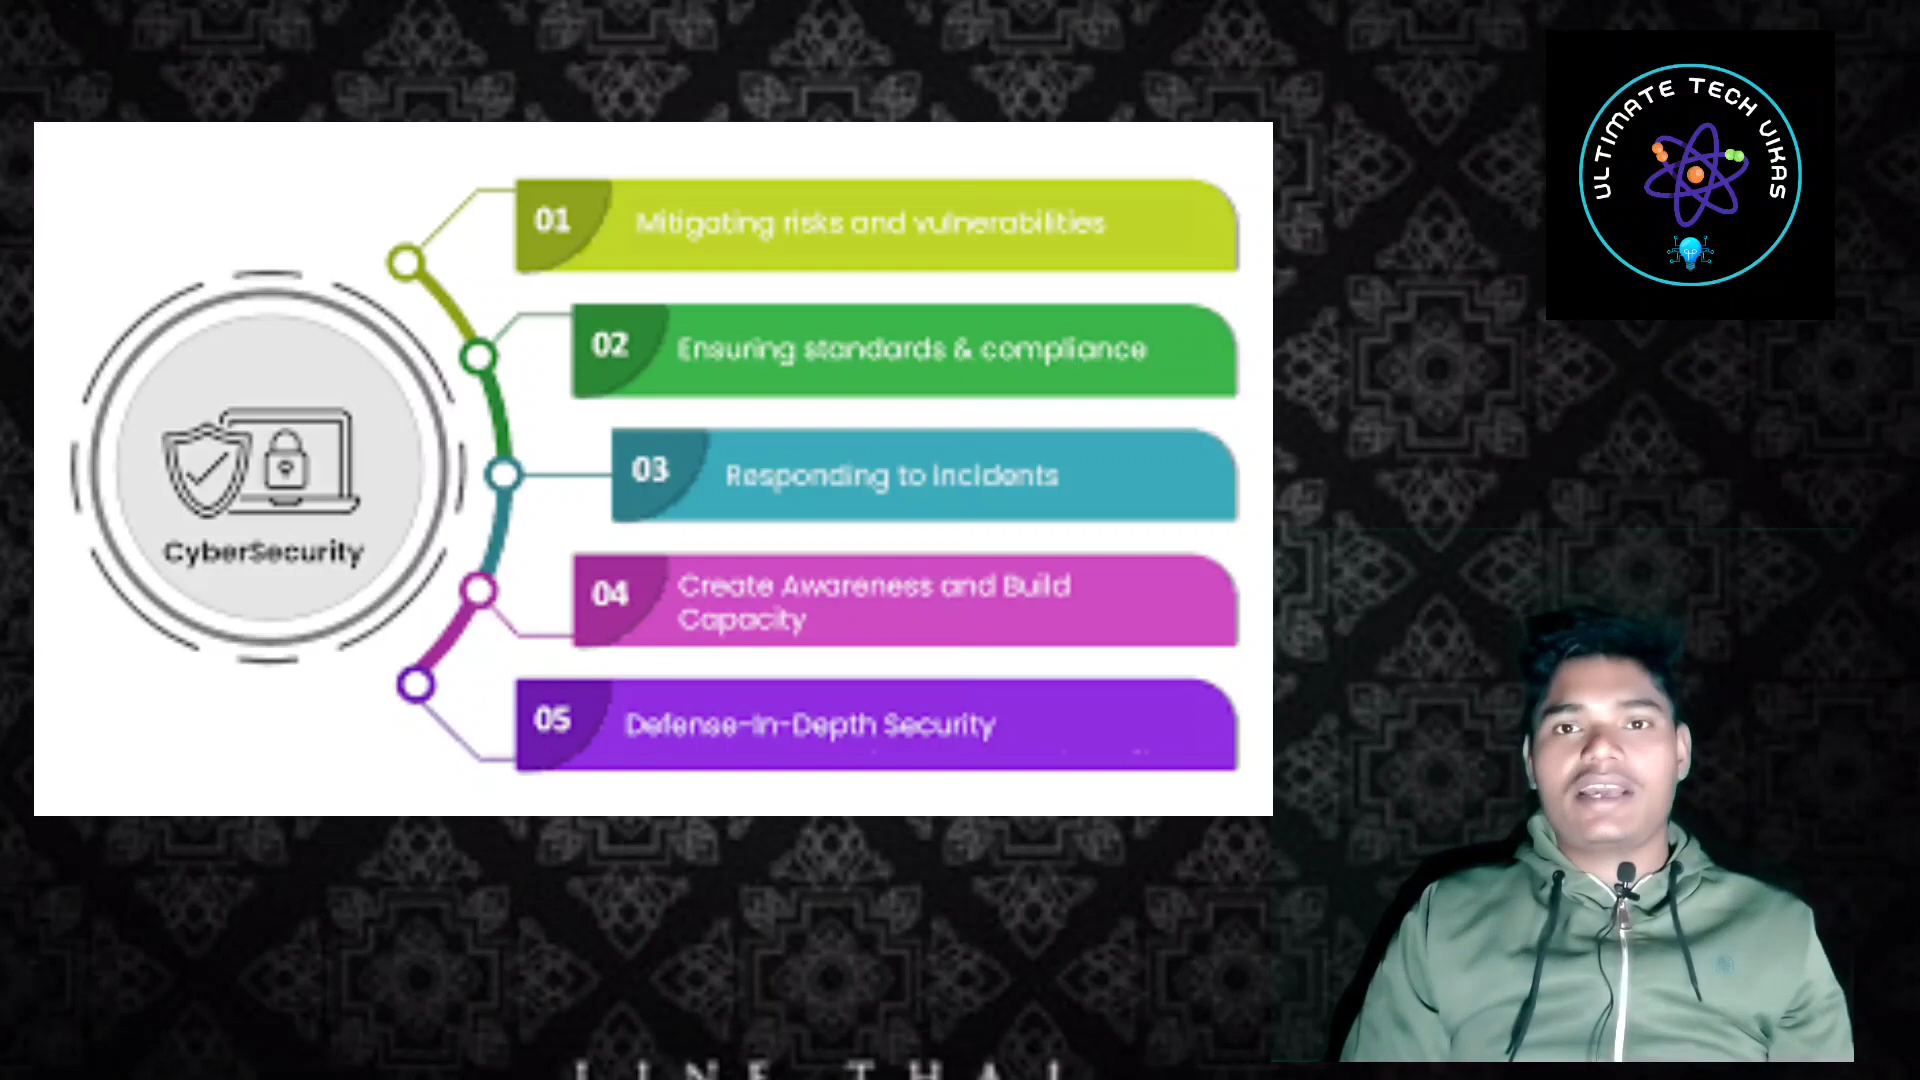 ULTIMATE TECH VIKAS
01
Mitigating risks and vulnerabilities
02
Ensuring standards & compliance
03
Responding to Incidents
CyberSecurity
04
Create Awareness and Build
Capacity
05
Defense-In-Depth Security